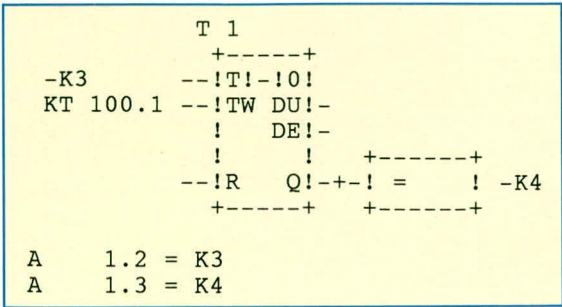 T 1
+-----+
-K3 --!T!-!0!
KT 100.1 --!TW DU!-
! DE!-
! ! +------+
--!R Q!-+-! = ! -K4
+-----+ +------+
A 1.2 = K3
A 1.3 = K4